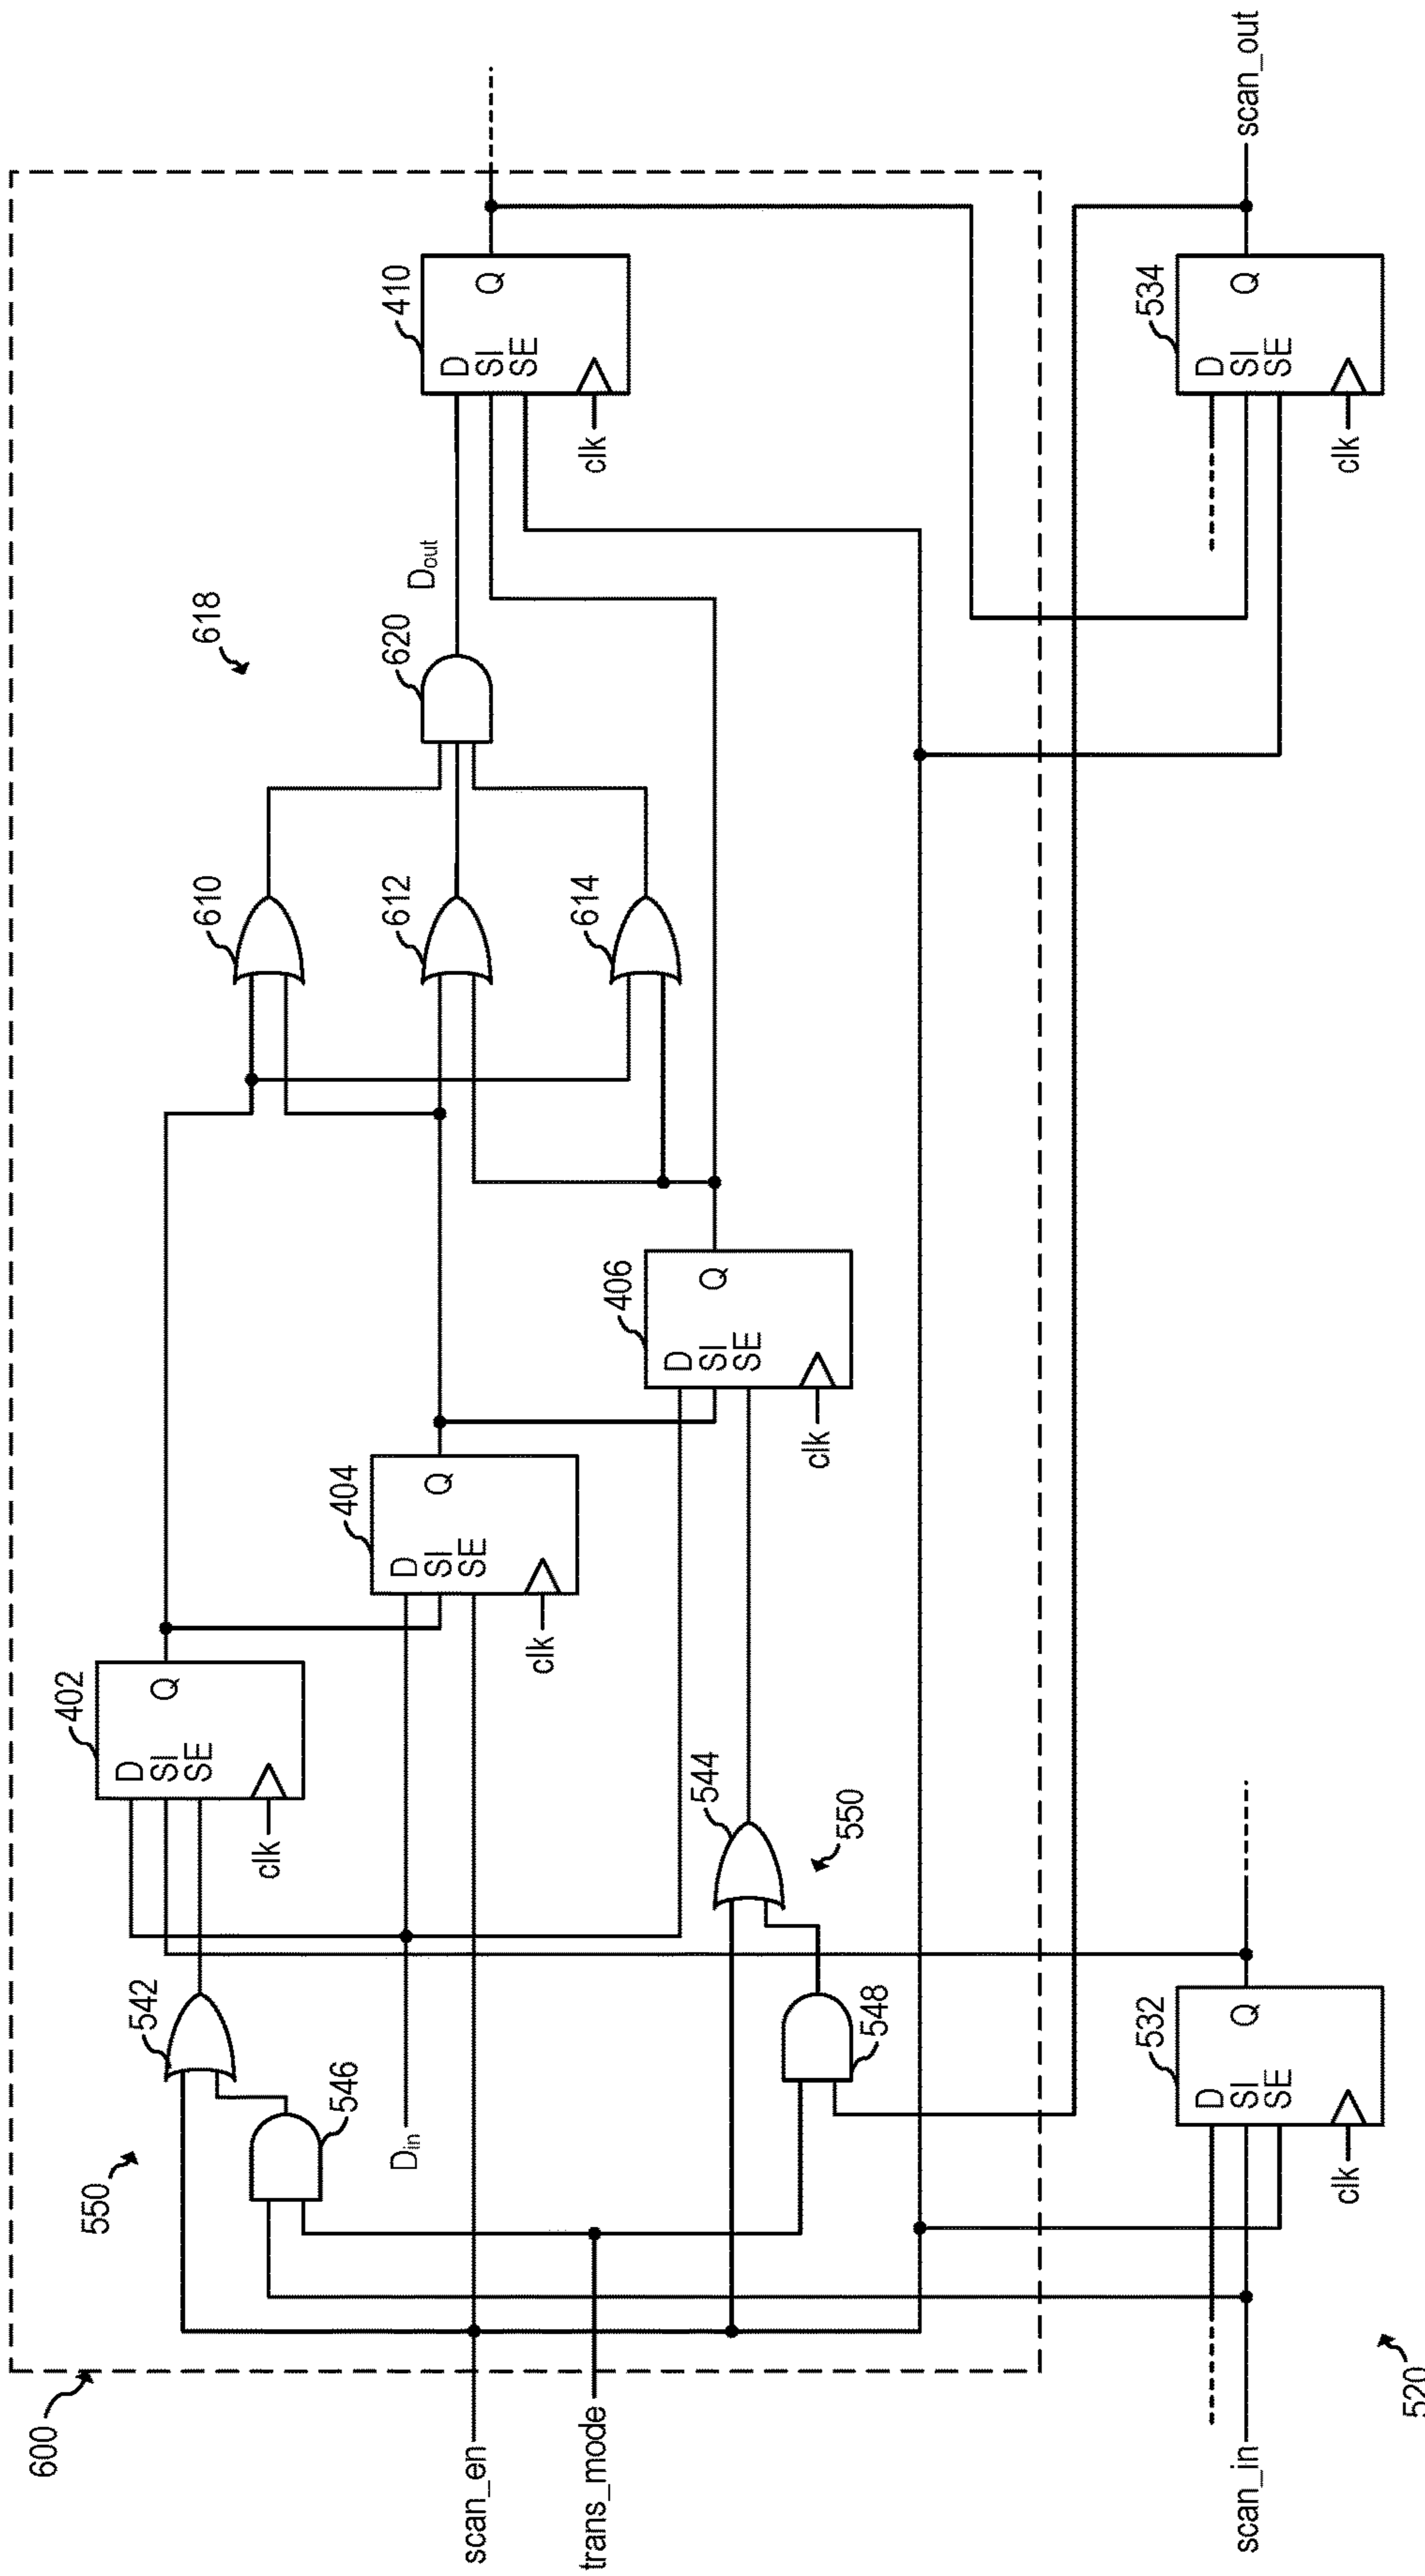 600
scan_en
trans_mode
scan_in
520
550
546
542
D_in
548
544
550
532
D
SI
SE
Q
clk
402
D
SI
SE
Q
clk
404
D
SI
SE
Q
clk
406
D
SI
SE
Q
clk
610
612
614
618
620
D_out
410
D
SI
SE
Q
clk
534
D
SI
SE
Q
clk
scan_out